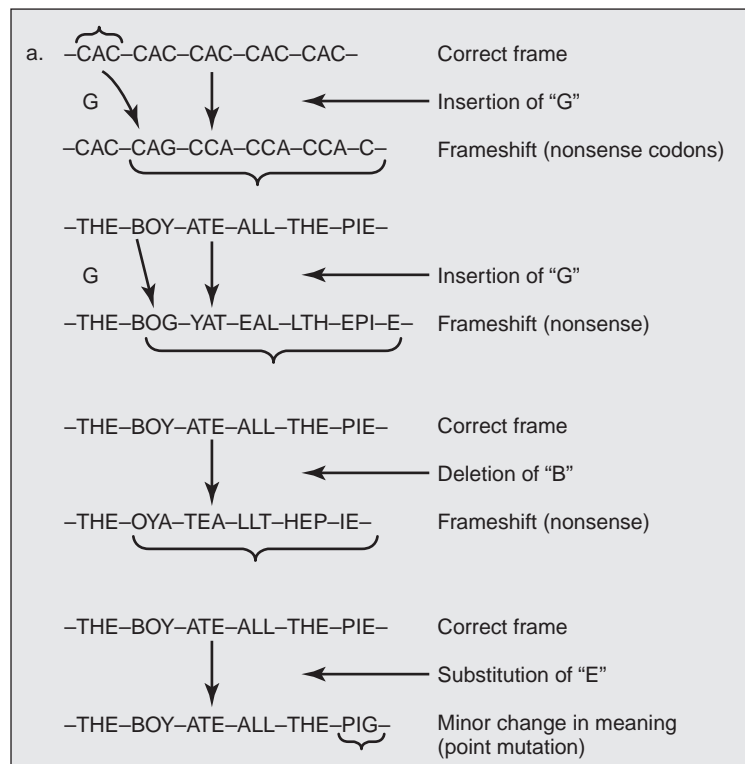 a. –CAC–CAC–CAC–CAC–CAC– Correct frame
G Insertion of “G”
–CAC–CAG–CCA–CCA–CCA–C– Frameshift (nonsense codons)
–THE–BOY–ATE–ALL–THE–PIE–
G Insertion of “G”
–THE–BOG–YAT–EAL–LTH–EPI–E– Frameshift (nonsense)
–THE–BOY–ATE–ALL–THE–PIE– Correct frame
Deletion of “B”
–THE–OYA–TEA–LLT–HEP–IE– Frameshift (nonsense)
–THE–BOY–ATE–ALL–THE–PIE– Correct frame
Substitution of “E”
–THE–BOY–ATE–ALL–THE–PIG– Minor change in meaning
(point mutation)